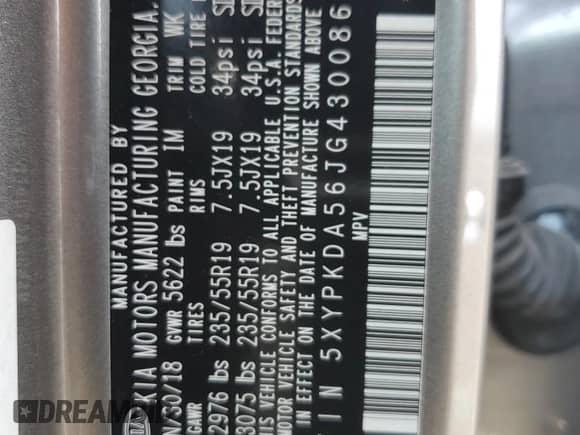 MANUFACTURED BY
KIA MOTORS MANUFACTURING GEORGIA.
/30/18 GVWR 5622 lbs PAINT IM TRIM WK
GAWR TIRES RIMS COLD TIRE
2976 lbs 235/55R19 7.5JX19 34psi
3075 lbs 235/55R19 7.5JX19 34psi
IS VEHICLE CONFORMS TO ALL APPLICABLE U.S.A. FEDER
MOTOR VEHICLE SAFETY AND THEFT PREVENTION STANDARDS
IN EFFECT ON THE DATE OF MANUFACTURE SHOWN ABOVE
IN 5XYPKDA56JG430086
MPV
DREAM